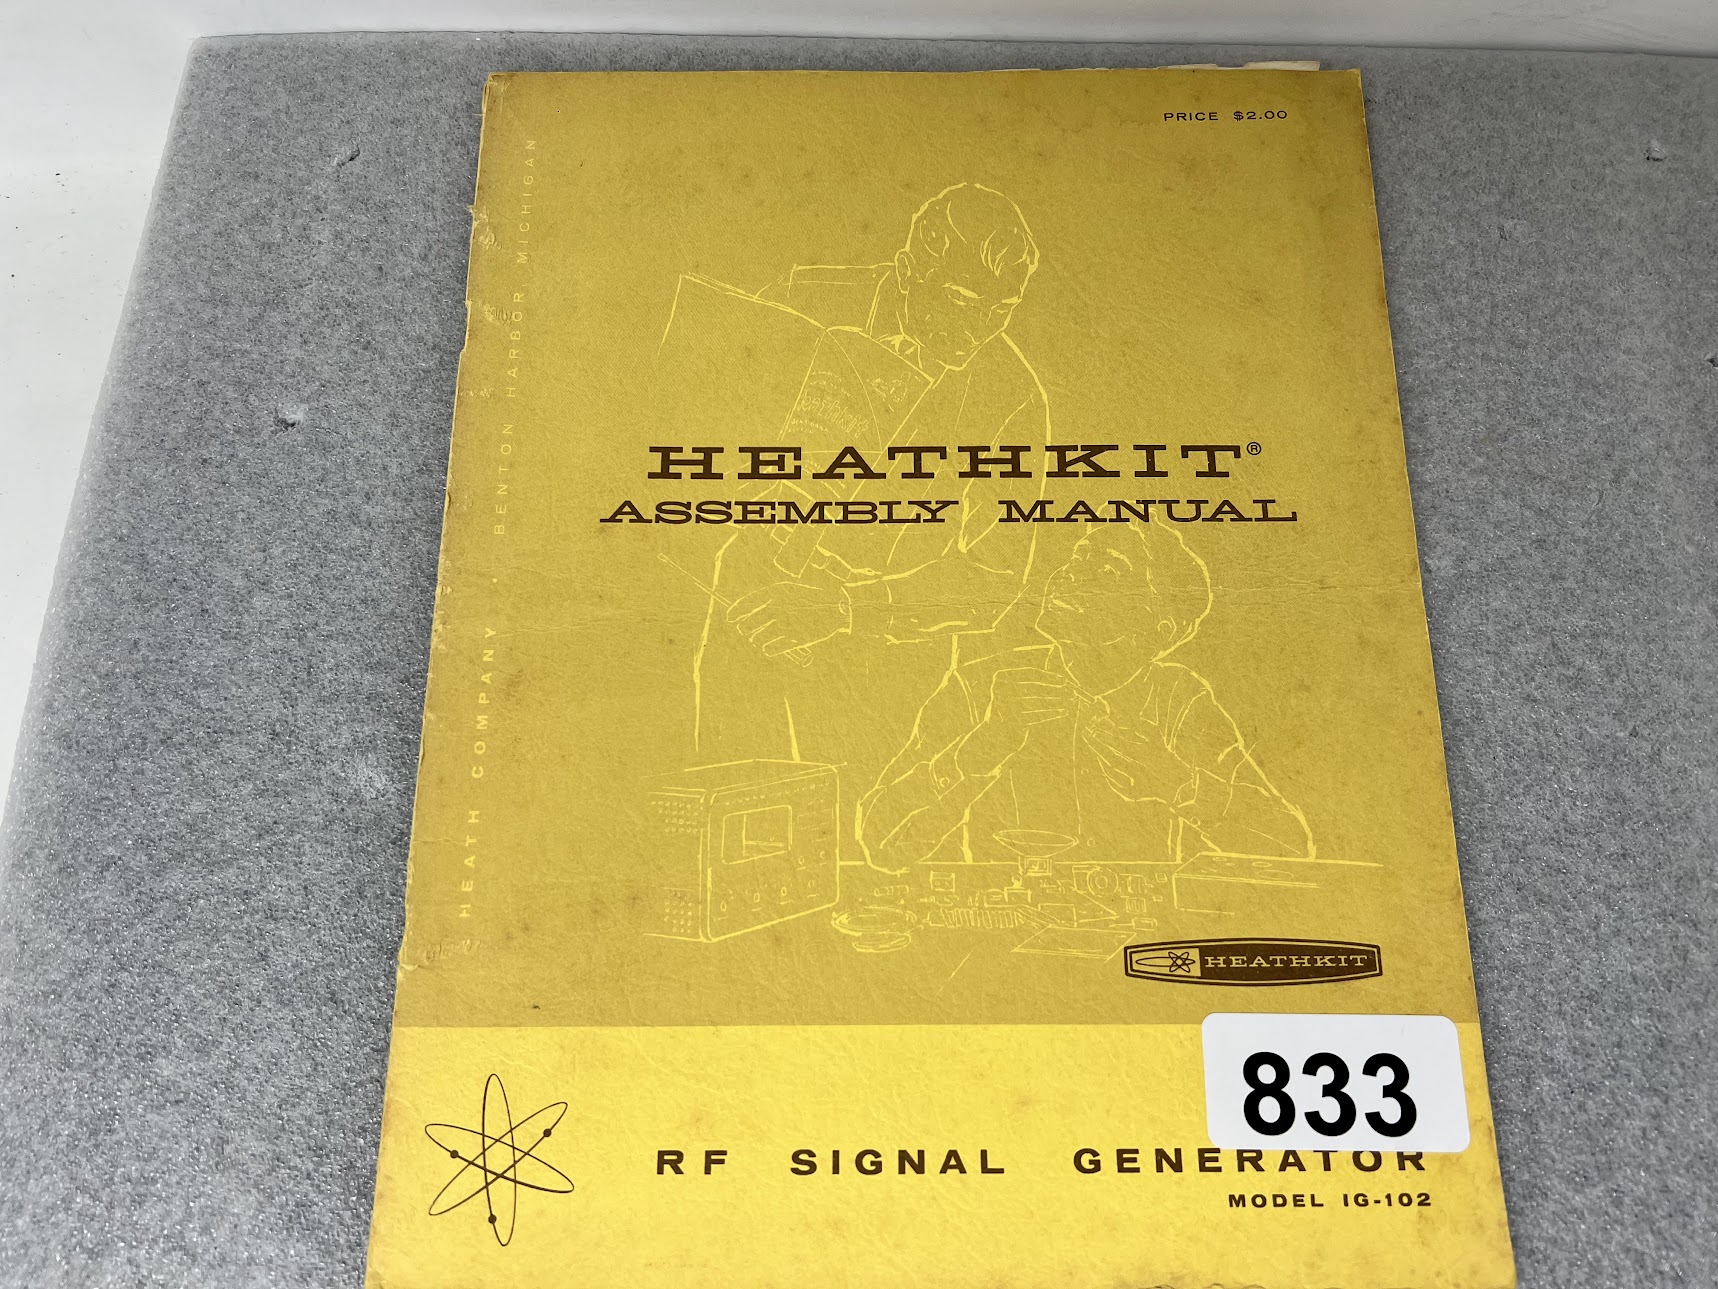 PRICE $2.00
HEATH COMPANY • BENTON HARBOR, MICHIGAN
HEATHKIT®
ASSEMBLY MANUAL
HEATHKIT
833
RF SIGNAL GENERATOR
MODEL IG-102